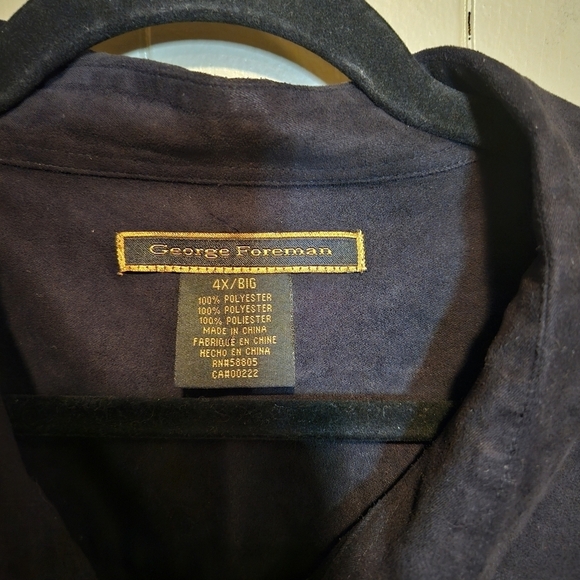 George Foreman
4X/BIG
100% POLYESTER
100% POLYESTER
100% POLIESTER
MADE IN CHINA
FABRIQUÉ EN CHINE
HECHO EN CHINA
RN#58805
CA#00222